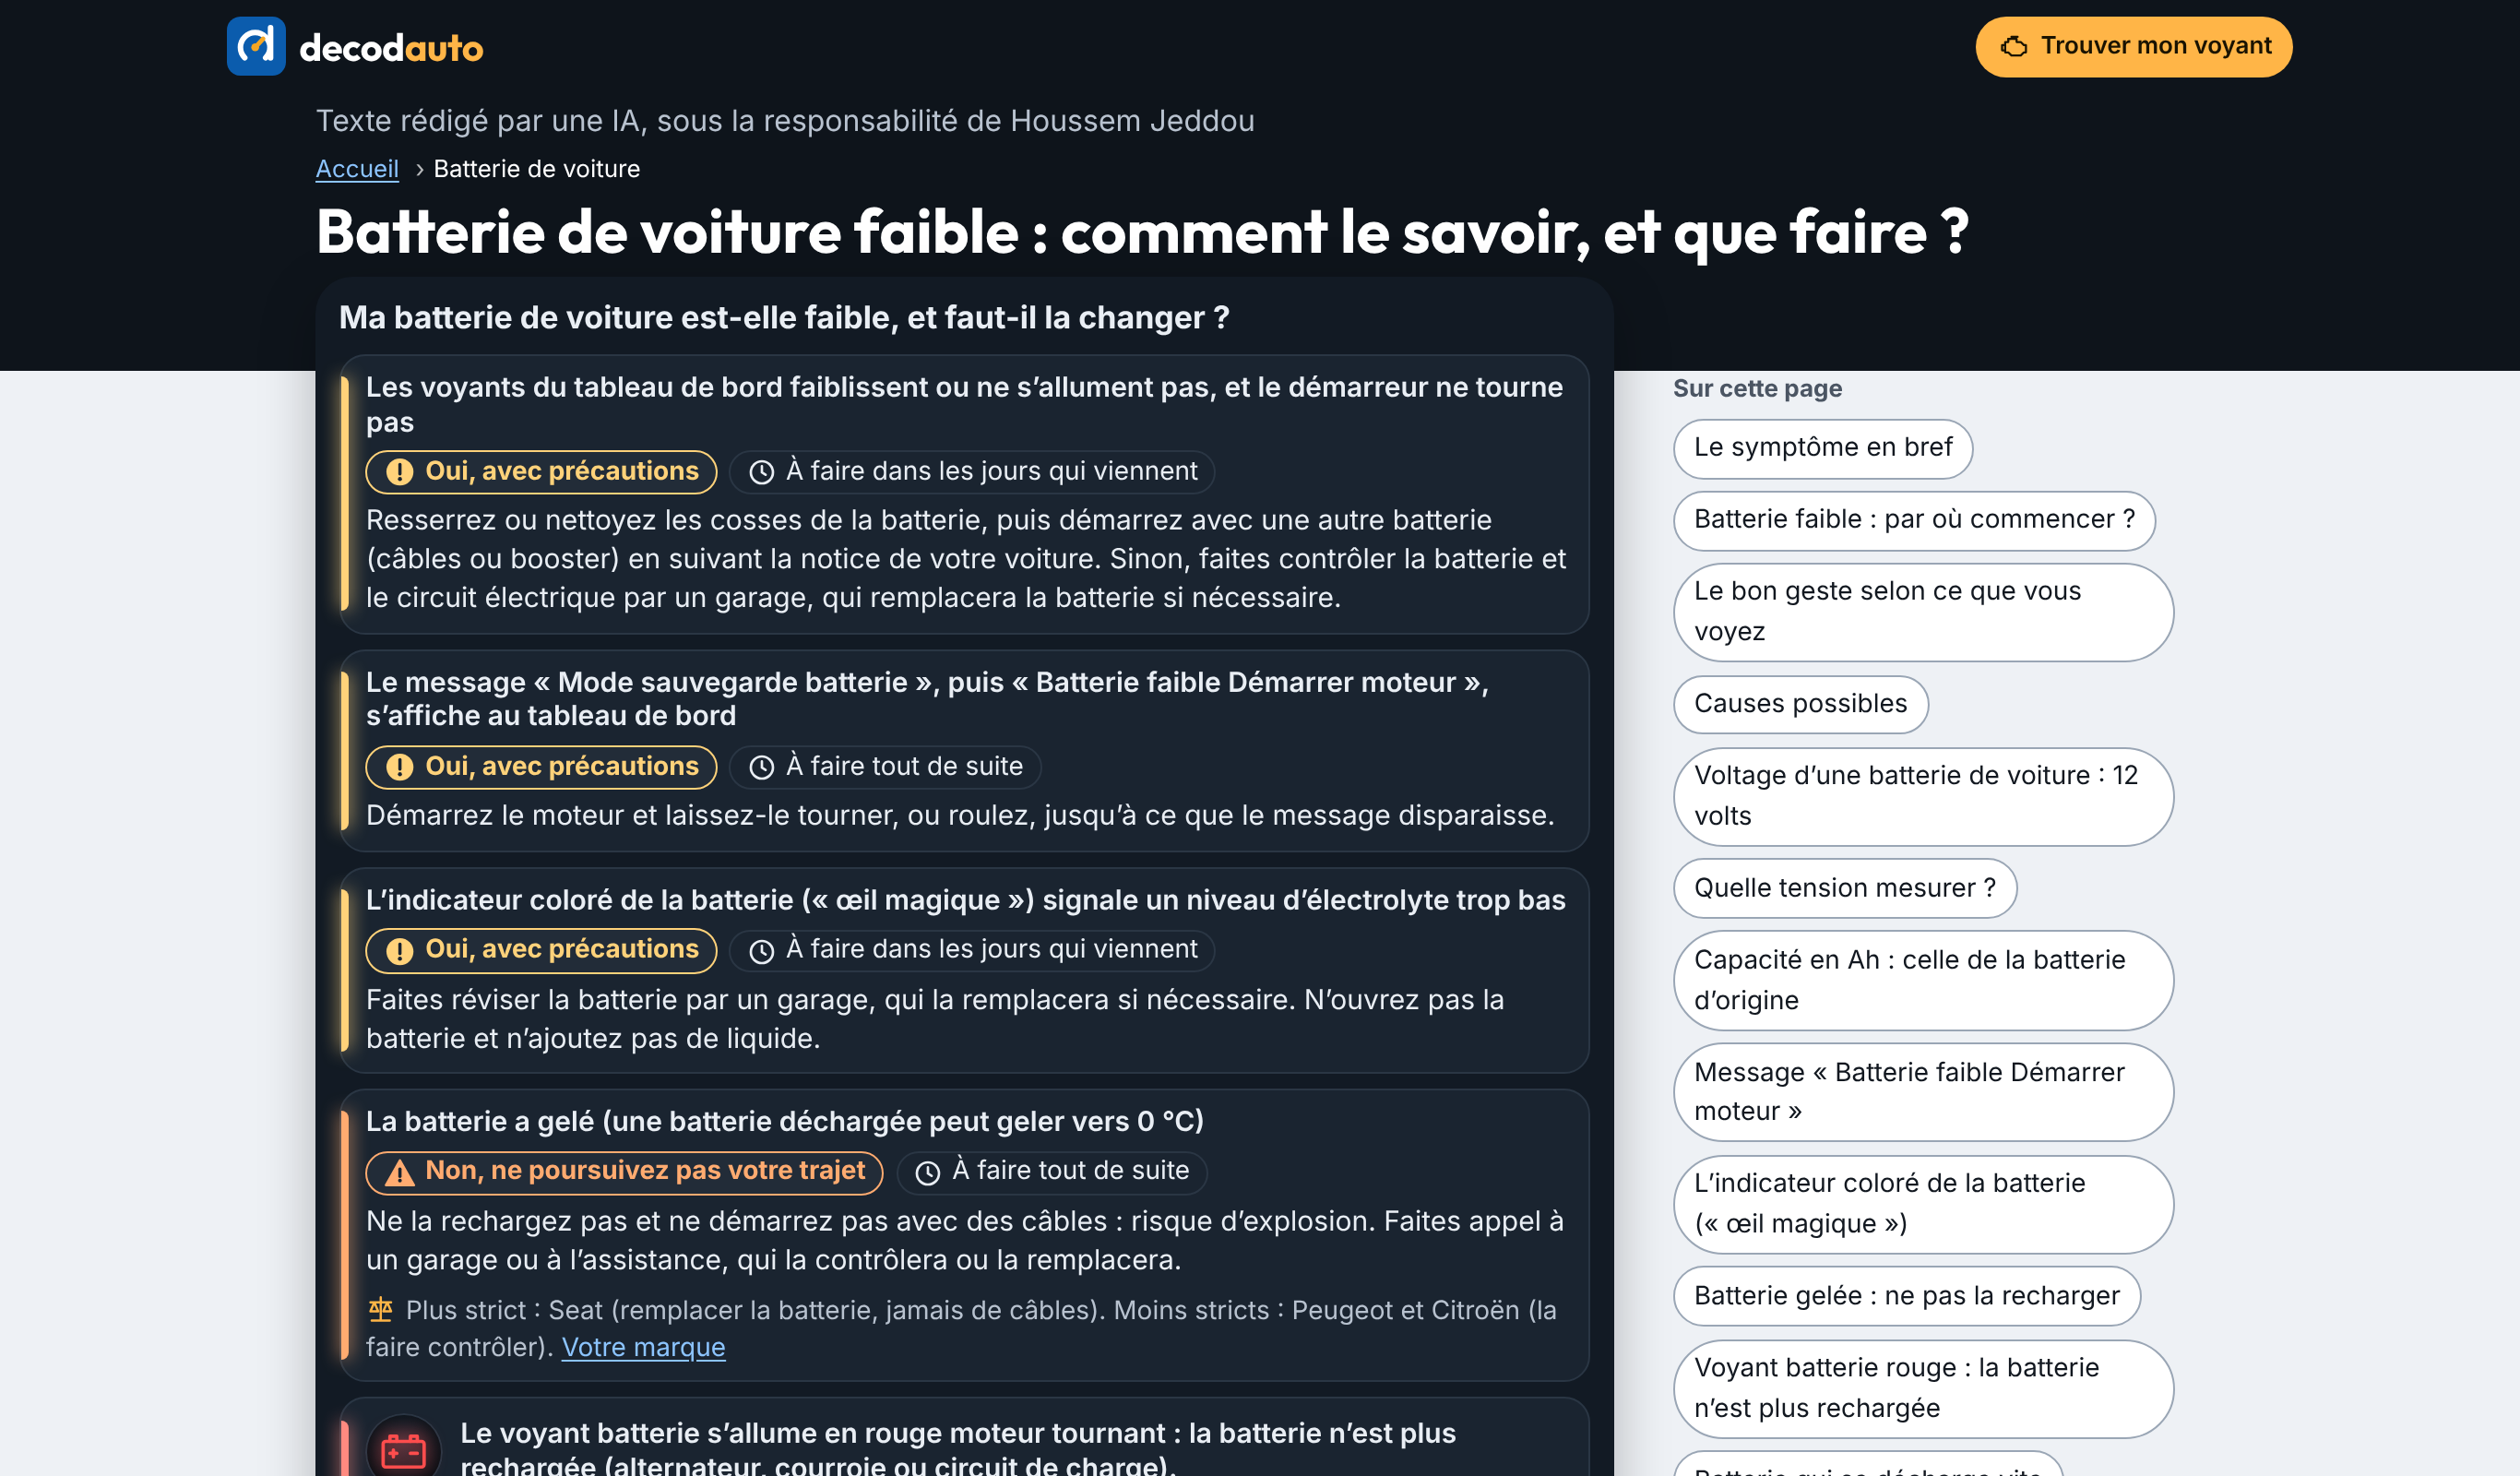 decodauto
Trouver mon voyant
Texte rédigé par une IA, sous la responsabilité de Houssem Jeddou
Accueil › Batterie de voiture
Batterie de voiture faible : comment le savoir, et que faire ?
Ma batterie de voiture est-elle faible, et faut-il la changer ?
Les voyants du tableau de bord faiblissent ou ne s’allument pas, et le démarreur ne tourne
pas
Oui, avec précautions
À faire dans les jours qui viennent
Resserrez ou nettoyez les cosses de la batterie, puis démarrez avec une autre batterie
(câbles ou booster) en suivant la notice de votre voiture. Sinon, faites contrôler la batterie et
le circuit électrique par un garage, qui remplacera la batterie si nécessaire.
Le message « Mode sauvegarde batterie », puis « Batterie faible Démarrer moteur »,
s’affiche au tableau de bord
Oui, avec précautions
À faire tout de suite
Démarrez le moteur et laissez-le tourner, ou roulez, jusqu’à ce que le message disparaisse.
L’indicateur coloré de la batterie (« œil magique ») signale un niveau d’électrolyte trop bas
Oui, avec précautions
À faire dans les jours qui viennent
Faites réviser la batterie par un garage, qui la remplacera si nécessaire. N’ouvrez pas la
batterie et n’ajoutez pas de liquide.
La batterie a gelé (une batterie déchargée peut geler vers 0 °C)
Non, ne poursuivez pas votre trajet
À faire tout de suite
Ne la rechargez pas et ne démarrez pas avec des câbles : risque d’explosion. Faites appel à
un garage ou à l’assistance, qui la contrôlera ou la remplacera.
Plus strict : Seat (remplacer la batterie, jamais de câbles). Moins stricts : Peugeot et Citroën (la
faire contrôler). Votre marque
Le voyant batterie s’allume en rouge moteur tournant : la batterie n’est plus
rechargée (alternateur, courroie ou circuit de charge).
Sur cette page
Le symptôme en bref
Batterie faible : par où commencer ?
Le bon geste selon ce que vous
voyez
Causes possibles
Voltage d’une batterie de voiture : 12
volts
Quelle tension mesurer ?
Capacité en Ah : celle de la batterie
d’origine
Message « Batterie faible Démarrer
moteur »
L’indicateur coloré de la batterie
(« œil magique »)
Batterie gelée : ne pas la recharger
Voyant batterie rouge : la batterie
n’est plus rechargée
Batterie qui se décharge vite